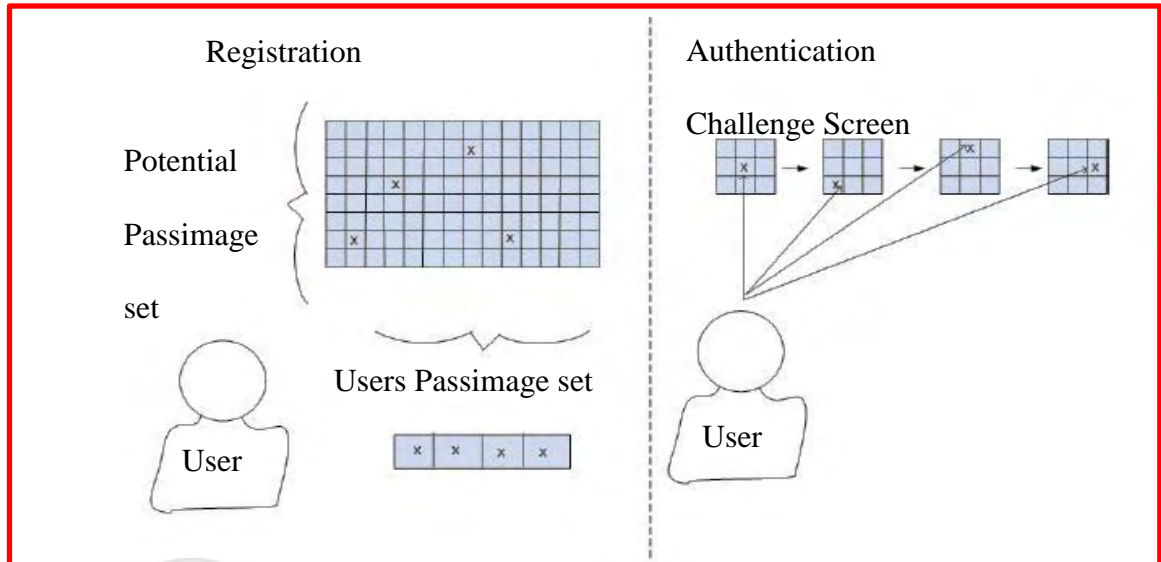 Registration
Potential
Passimage
set
x
x
x
x
Users Passimage set
x x x x
User
Authentication
Challenge Screen
x x x x
User